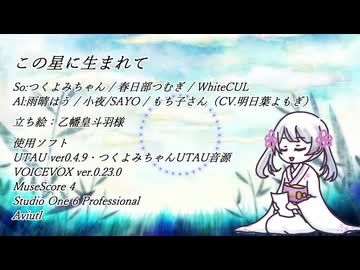 この星に生まれて
So:つくよみちゃん / 春日部つむぎ / WhiteCUL
Al:雨晴はう / 小夜/SAYO / もち子さん（CV.明日葉よもぎ）
立ち絵：乙幡皇斗羽様
使用ソフト
UTAU ver0.4.9・つくよみちゃんUTAU音源
VOICEVOX ver.0.23.0
MuseScore 4
Studio One 6 Professional
Aviutl